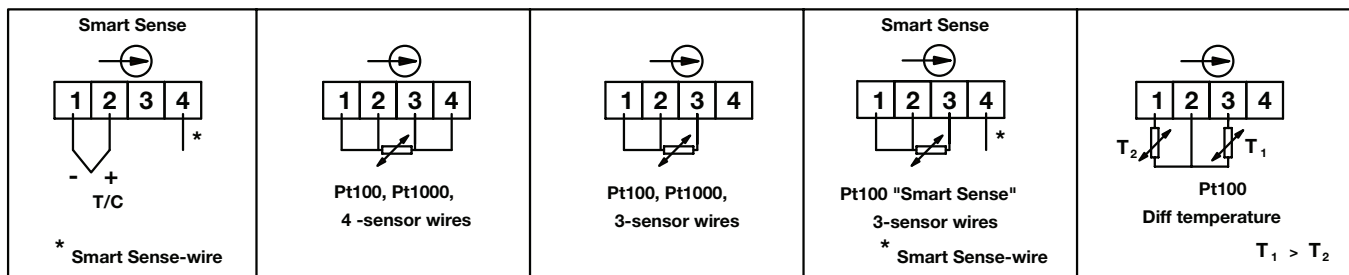 Smart Sense
1 2 3 4
*
- +
T/C
* Smart Sense-wire
1 2 3 4
Pt100, Pt1000,
4 -sensor wires
1 2 3 4
Pt100, Pt1000,
3-sensor wires
Smart Sense
1 2 3 4
*
Pt100 "Smart Sense"
3-sensor wires
* Smart Sense-wire
1 2 3 4
T₂ T₁
Pt100
Diff temperature
T₁ > T₂